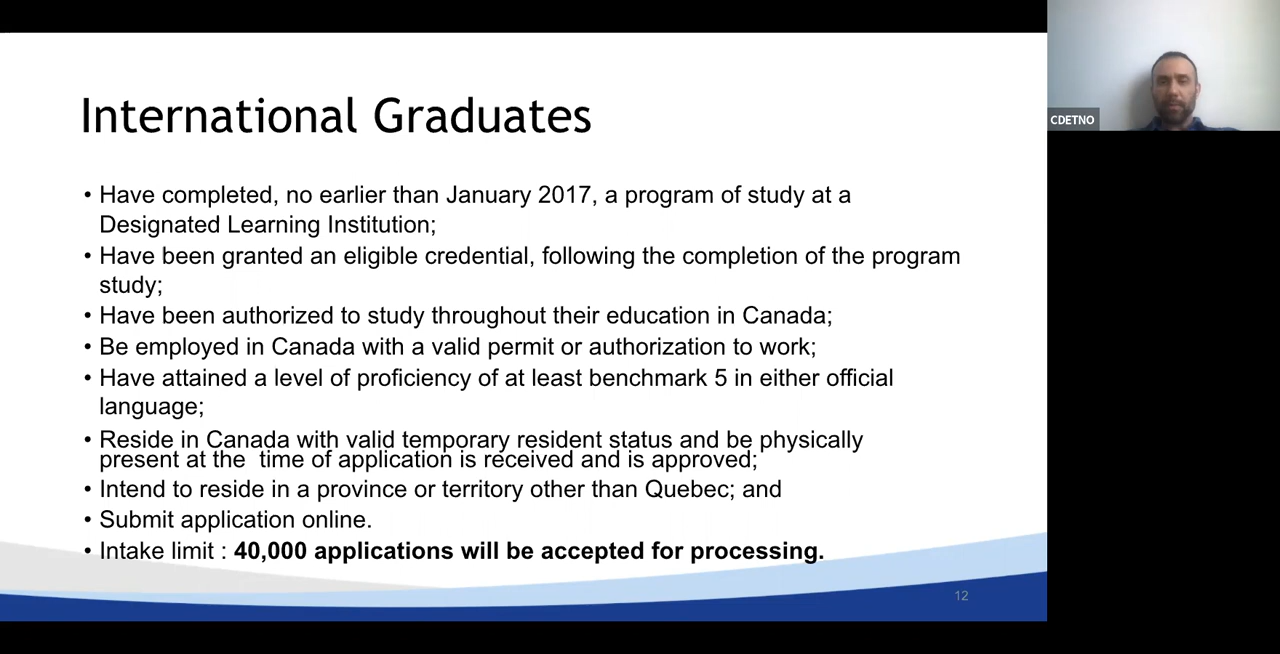 International Graduates
• Have completed, no earlier than January 2017, a program of study at a
Designated Learning Institution;
• Have been granted an eligible credential, following the completion of the program
study;
• Have been authorized to study throughout their education in Canada;
• Be employed in Canada with a valid permit or authorization to work;
• Have attained a level of proficiency of at least benchmark 5 in either official
language;
• Reside in Canada with valid temporary resident status and be physically
present at the  time of application is received and is approved;
• Intend to reside in a province or territory other than Quebec; and
• Submit application online.
• Intake limit : 40,000 applications will be accepted for processing.
12
CDETNO